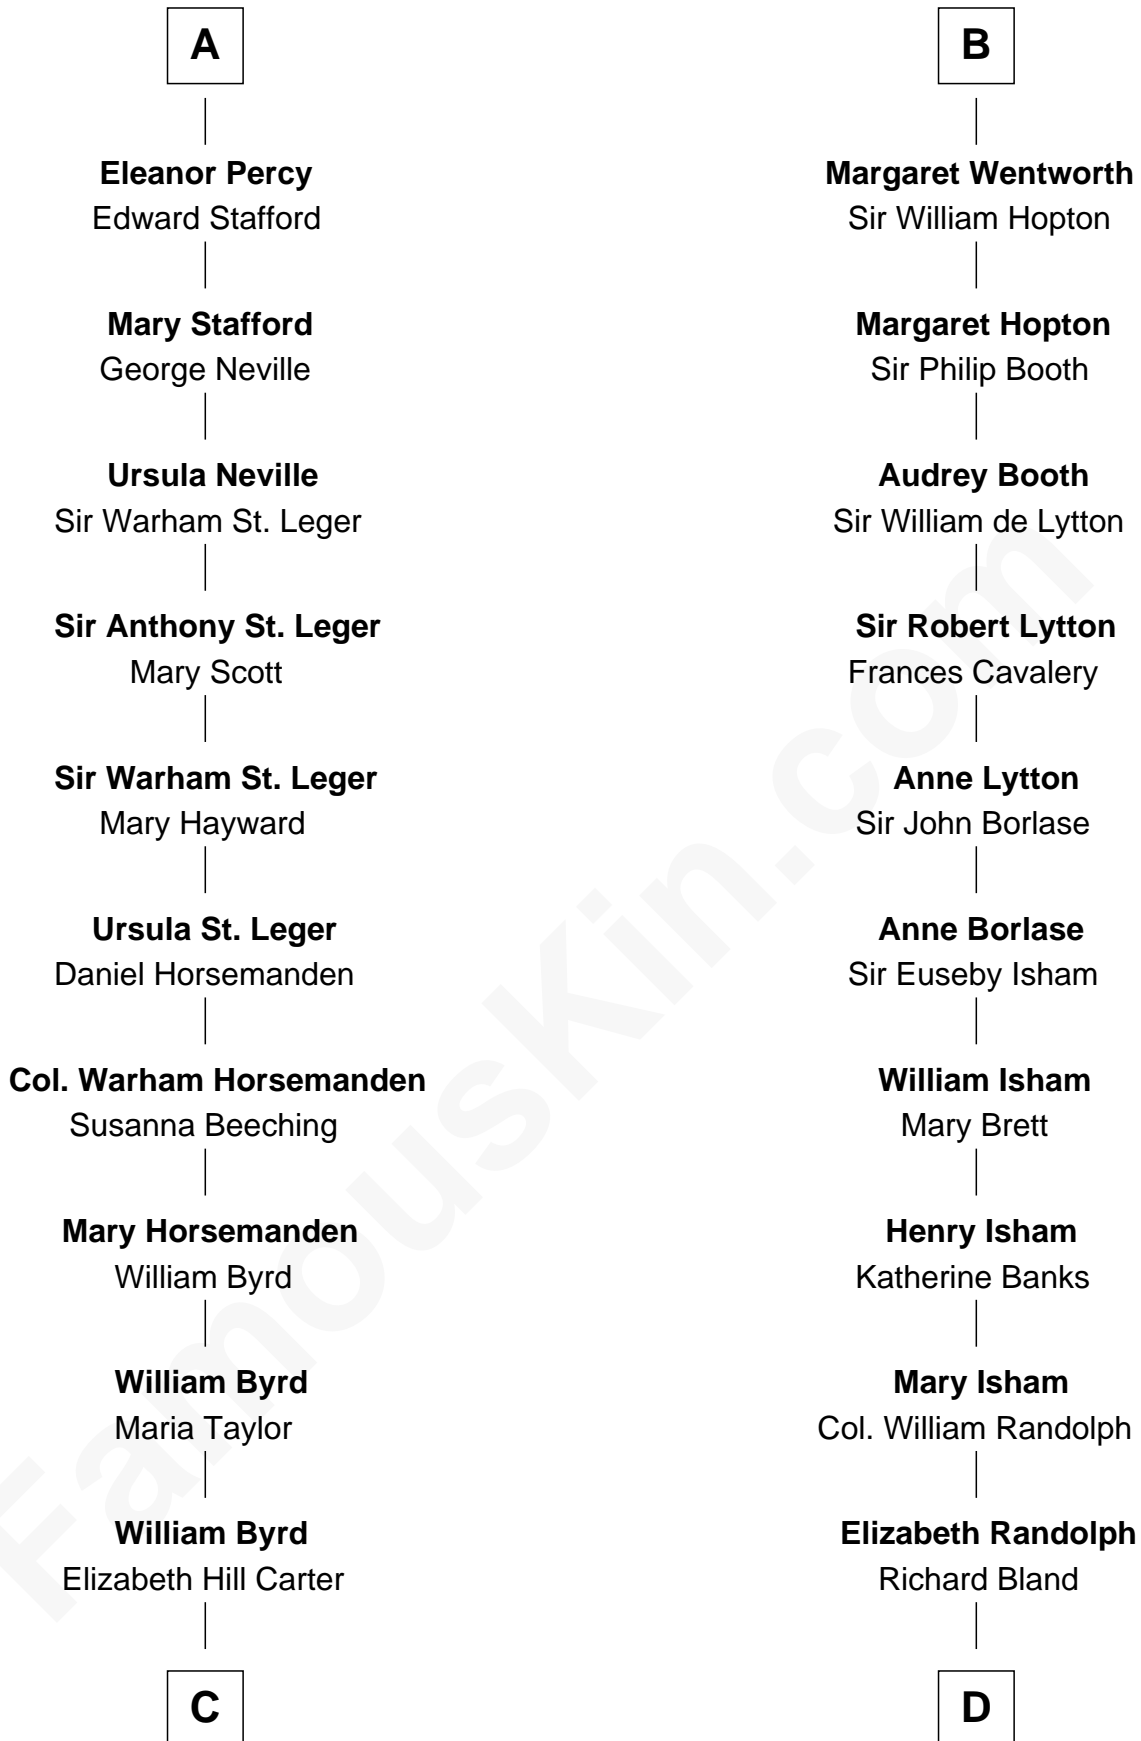 A
Eleanor Percy
Edward Stafford
Mary Stafford
George Neville
Ursula Neville
Sir Warham St. Leger
Sir Anthony St. Leger
Mary Scott
Sir Warham St. Leger
Mary Hayward
Ursula St. Leger
Daniel Horsemanden
Col. Warham Horsemanden
Susanna Beeching
Mary Horsemanden
William Byrd
William Byrd
Maria Taylor
William Byrd
Elizabeth Hill Carter
C
B
Margaret Wentworth
Sir William Hopton
Margaret Hopton
Sir Philip Booth
Audrey Booth
Sir William de Lytton
Sir Robert Lytton
Frances Cavalery
Anne Lytton
Sir John Borlase
Anne Borlase
Sir Euseby Isham
William Isham
Mary Brett
Henry Isham
Katherine Banks
Mary Isham
Col. William Randolph
Elizabeth Randolph
Richard Bland
D
FamousKin.com